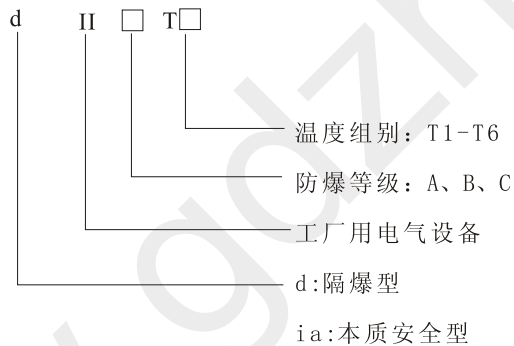 d II □ T□
温度组别: T1-T6
防爆等级: A、B、C
工厂用电气设备
d:隔爆型
ia:本质安全型